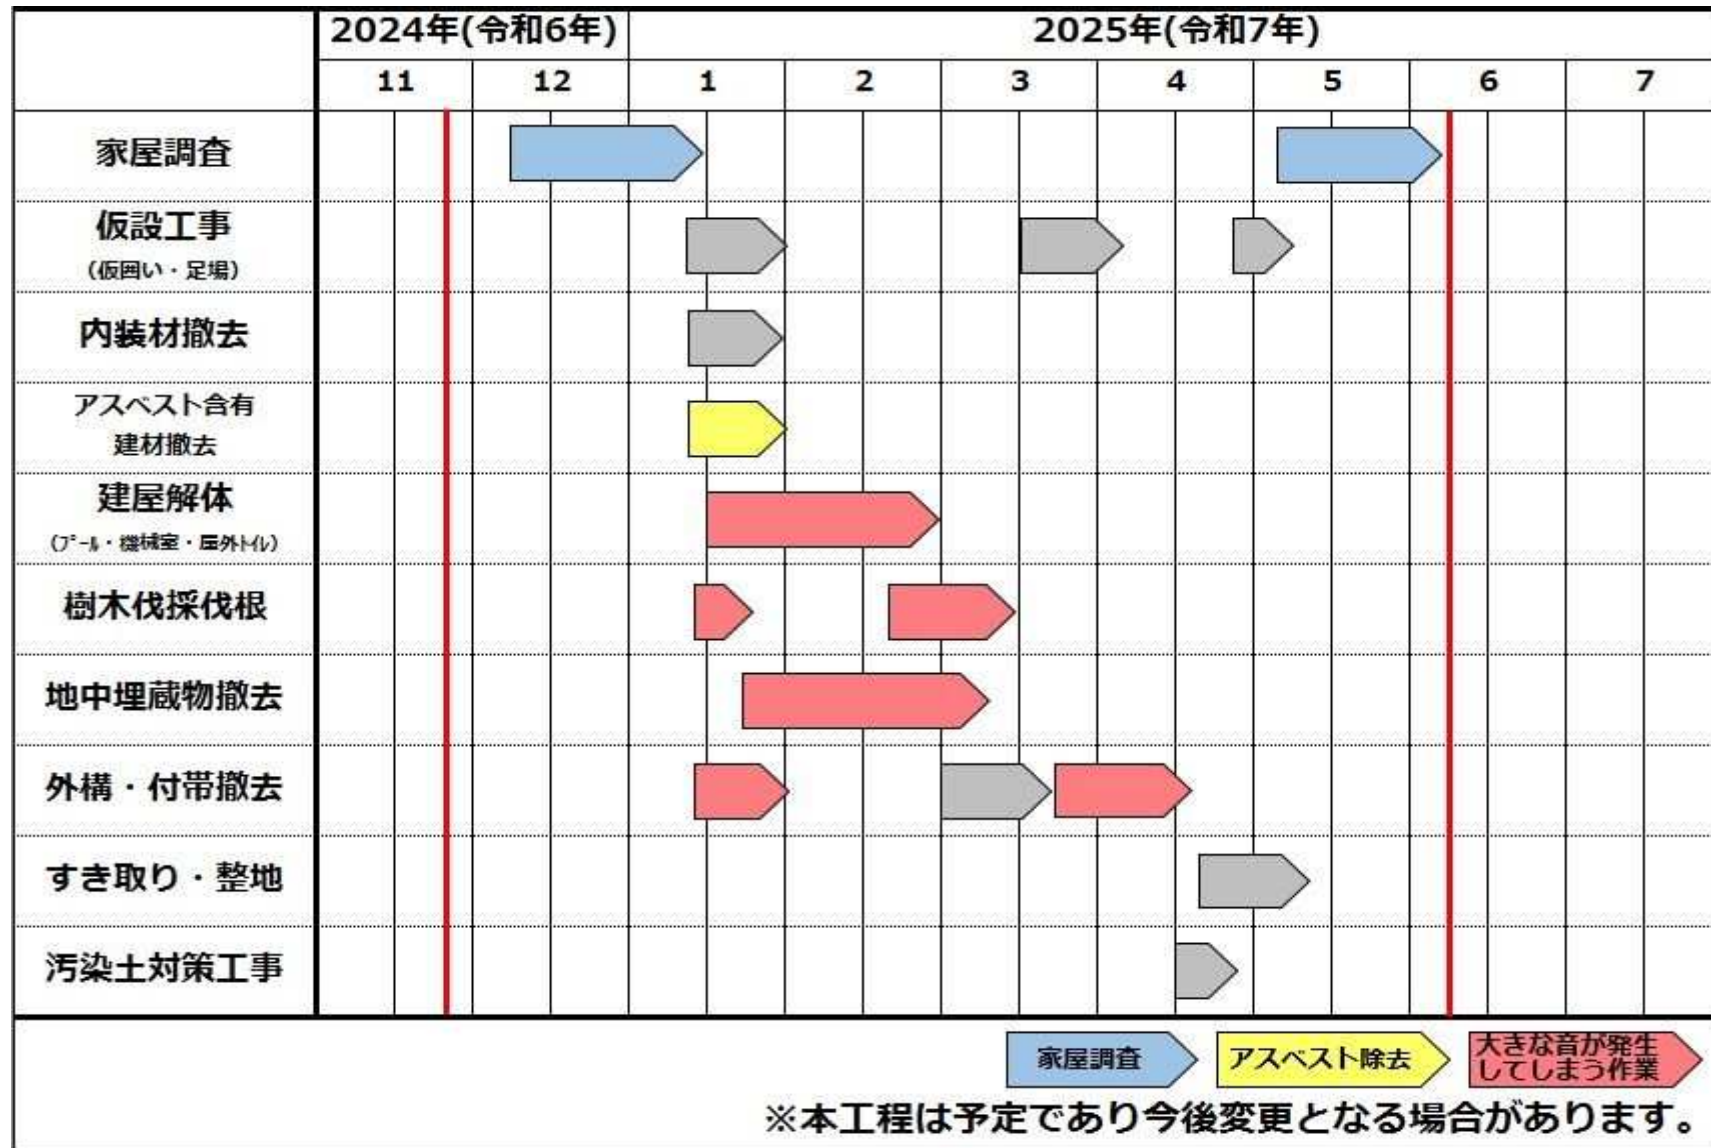 2024年(令和6年)
2025年(令和7年)
11
12
1
2
3
4
5
6
7
家屋調査
仮設工事
（仮囲い・足場）
内装材撤去
アスベスト含有
建材撤去
建屋解体
（ﾌﾟｰﾙ・機械室・屋外ﾄｲﾚ）
樹木伐採伐根
地中埋蔵物撤去
外構・付帯撤去
すき取り・整地
汚染土対策工事
家屋調査
アスベスト除去
大きな音が発生
してしまう作業
※本工程は予定であり今後変更となる場合があります。